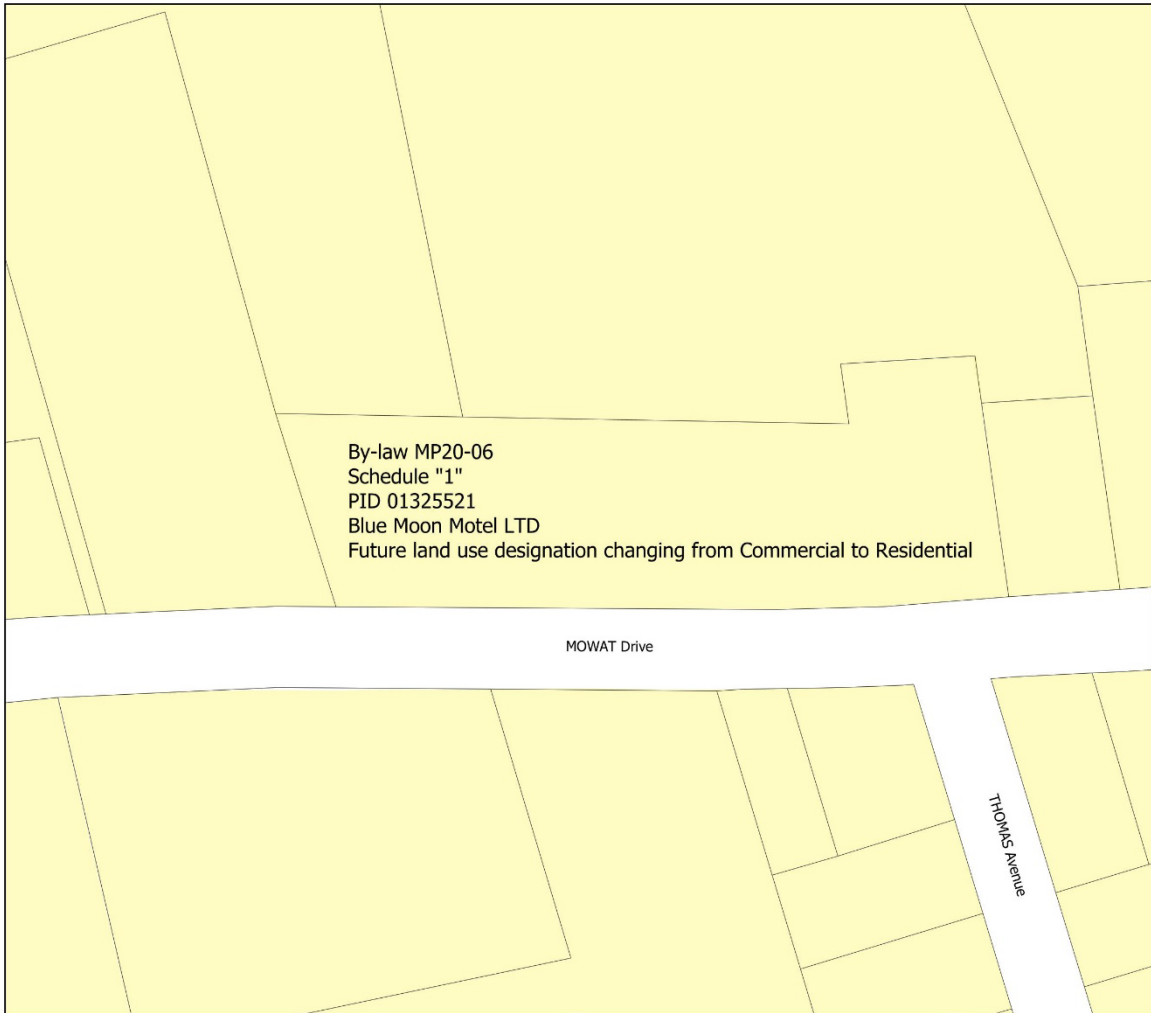 By-law MP20-06
Schedule "1"
PID 01325521
Blue Moon Motel LTD
Future land use designation changing from Commercial to Residential
MOWAT Drive
THOMAS Avenue